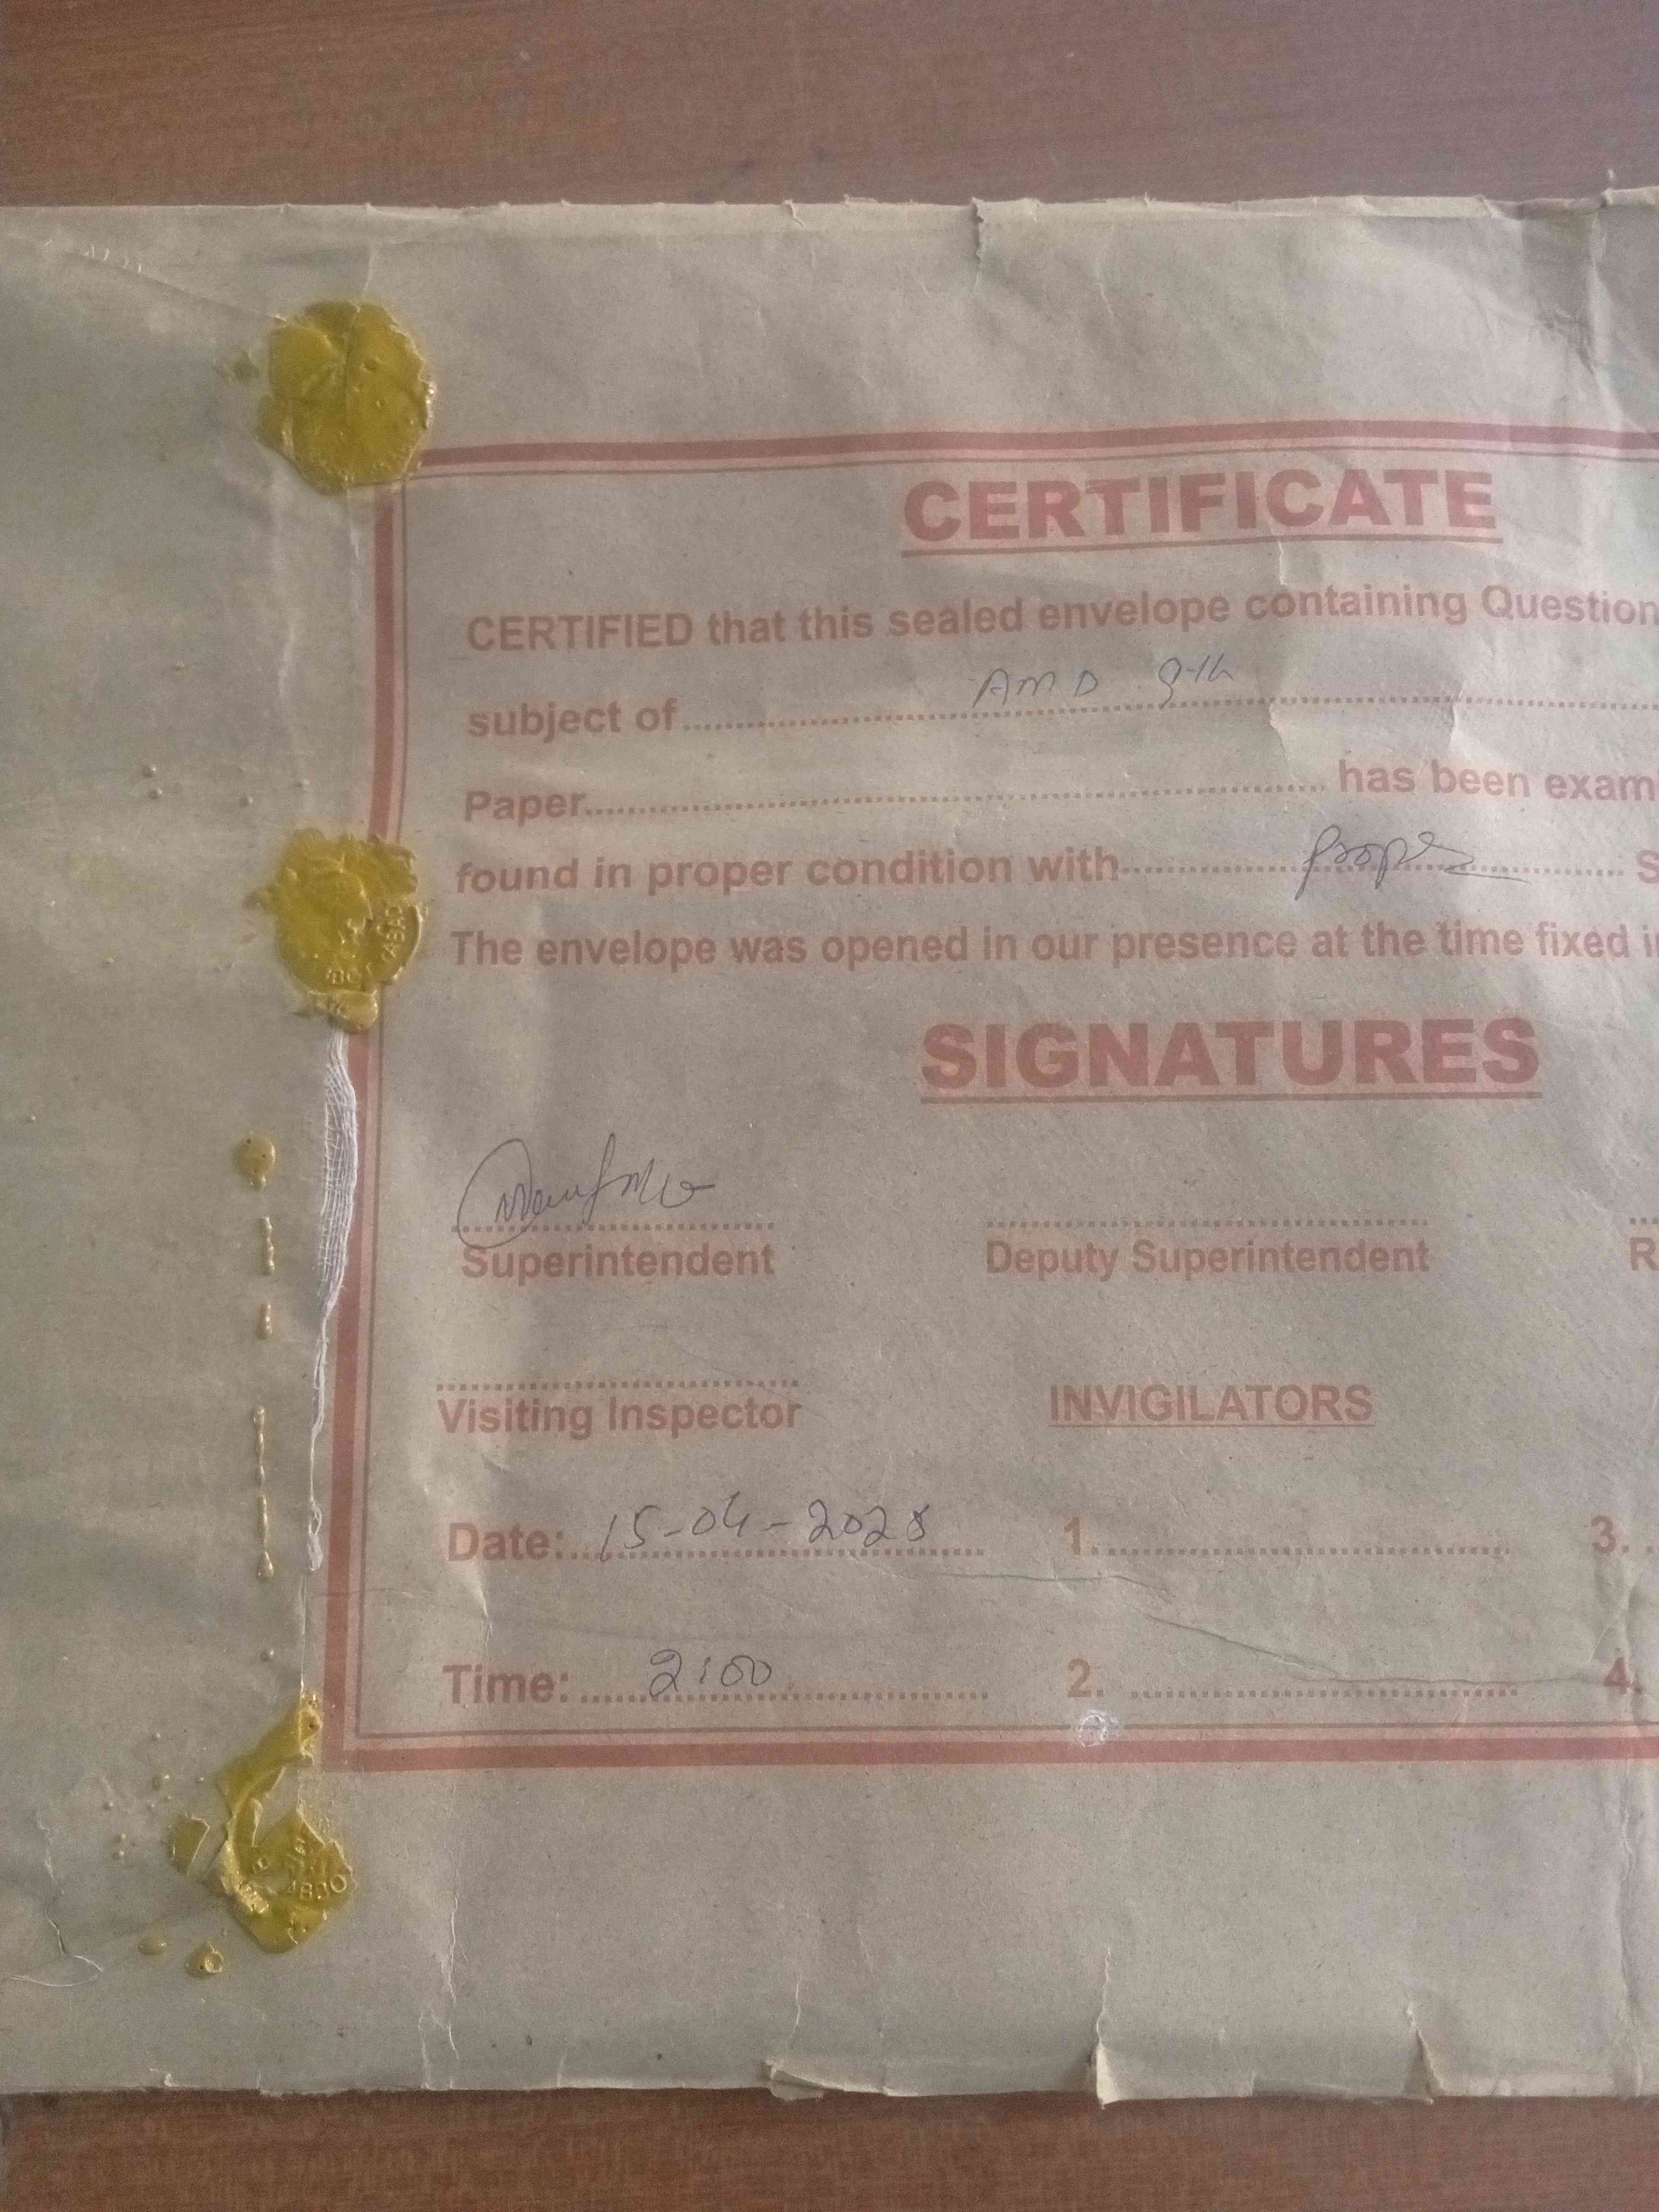 CERTIFICATE
CERTIFIED that this sealed envelope containing Question
subject of AMD 9th
Paper has been exam
found in proper condition with proper S
The envelope was opened in our presence at the time fixed i
SIGNATURES
Superintendent Deputy Superintendent R
Visiting Inspector INVIGILATORS
Date: 15-04-2028 1. 3.
Time: 2:00 2. 4.